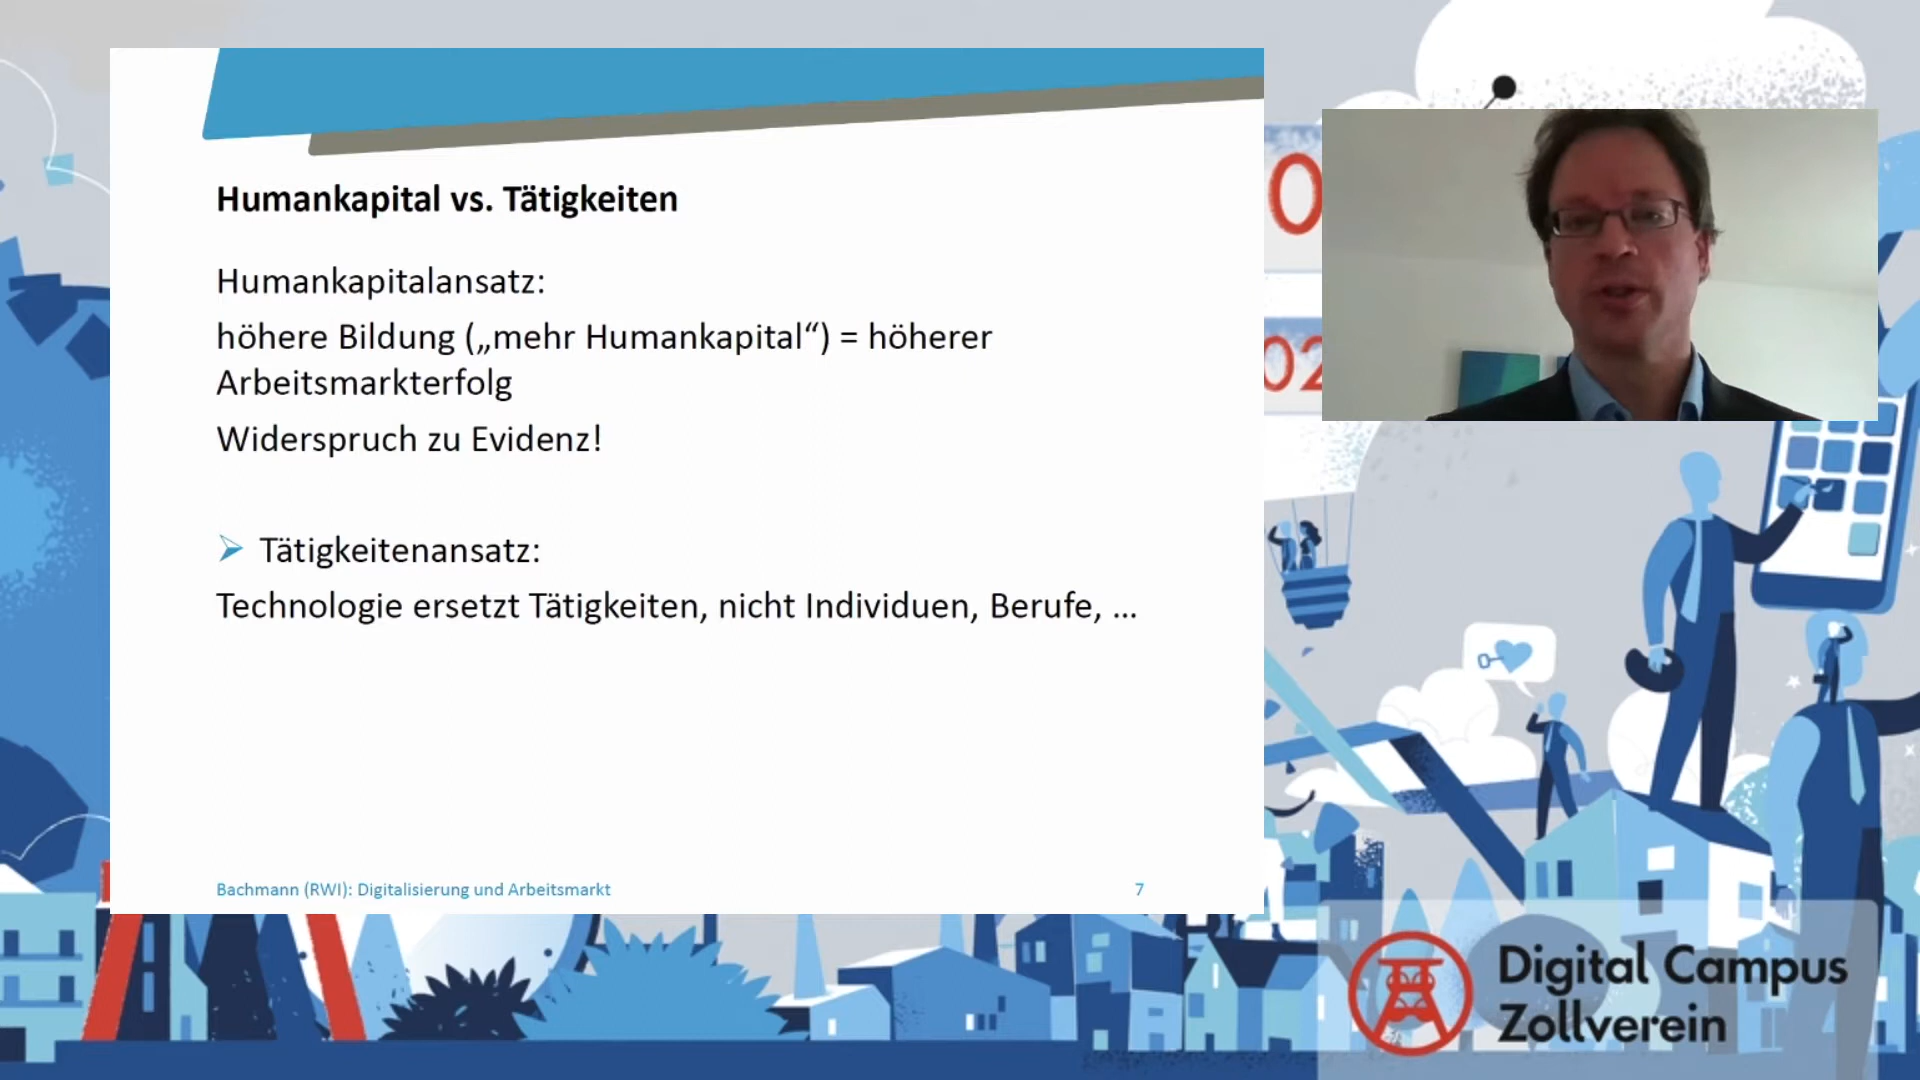 Humankapital vs. Tätigkeiten
Humankapitalansatz:
höhere Bildung („mehr Humankapital“) = höherer
Arbeitsmarkterfolg
Widerspruch zu Evidenz!
Tätigkeitenansatz:
Technologie ersetzt Tätigkeiten, nicht Individuen, Berufe, ...
Bachmann (RWI): Digitalisierung und Arbeitsmarkt
7
Digital Campus
Zollverein